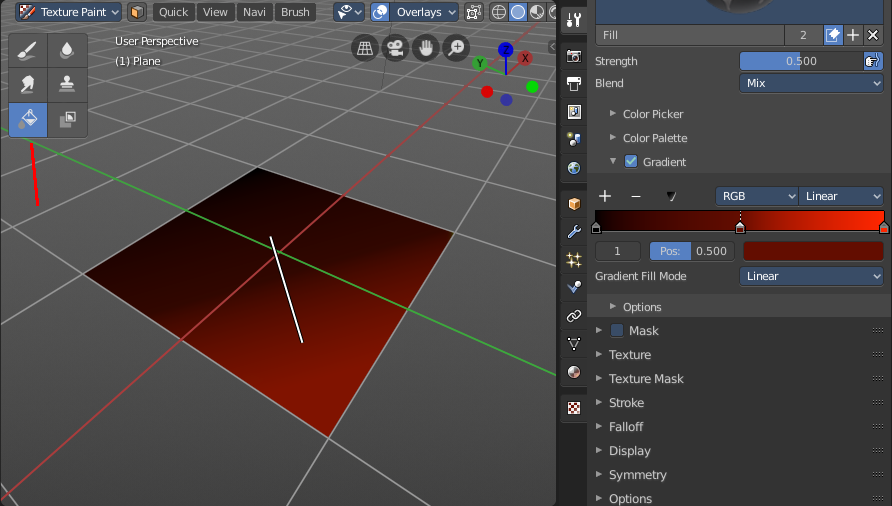 Texture Paint
Quick
View
Navi
Brush
Overlays
User Perspective
(1) Plane
Z
Y
X
Fill
2
Strength
0.500
Blend
Mix
Color Picker
Color Palette
Gradient
RGB
Linear
1
Pos:
0.500
Gradient Fill Mode
Linear
Options
Mask
Texture
Texture Mask
Stroke
Falloff
Display
Symmetry
Options